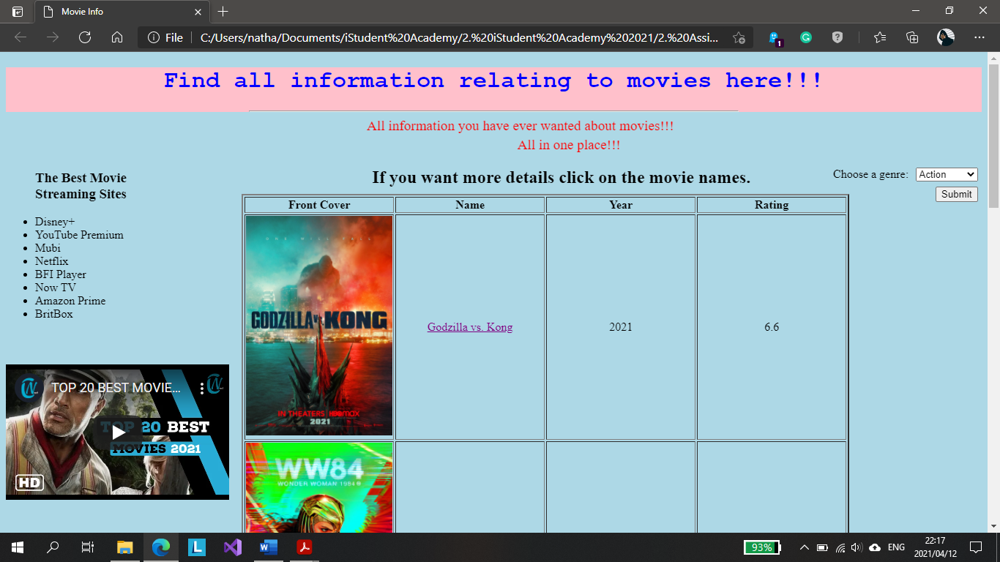 Movie Info
File
C:/Users/natha/Documents/iStudent%20Academy/2.%20iStudent%20Academy%202021/2.%20Assi...
1
Find all information relating to movies here!!!
All information you have ever wanted about movies!!!
All in one place!!!
The Best Movie
Streaming Sites
Disney+
YouTube Premium
Mubi
Netflix
BFI Player
Now TV
Amazon Prime
BritBox
TOP 20 BEST MOVIE...
TOP 20 BEST
MOVIES 2021
HD
If you want more details click on the movie names.
Choose a genre: Action
Submit
Front Cover Name Year Rating
ONE WILL FALL
GODZILLA vs. KONG
IN THEATERS HBOMAX
2021
Godzilla vs. Kong 2021 6.6
WW84
WONDER WOMAN 1984
93%
ENG
22:17
2021/04/12